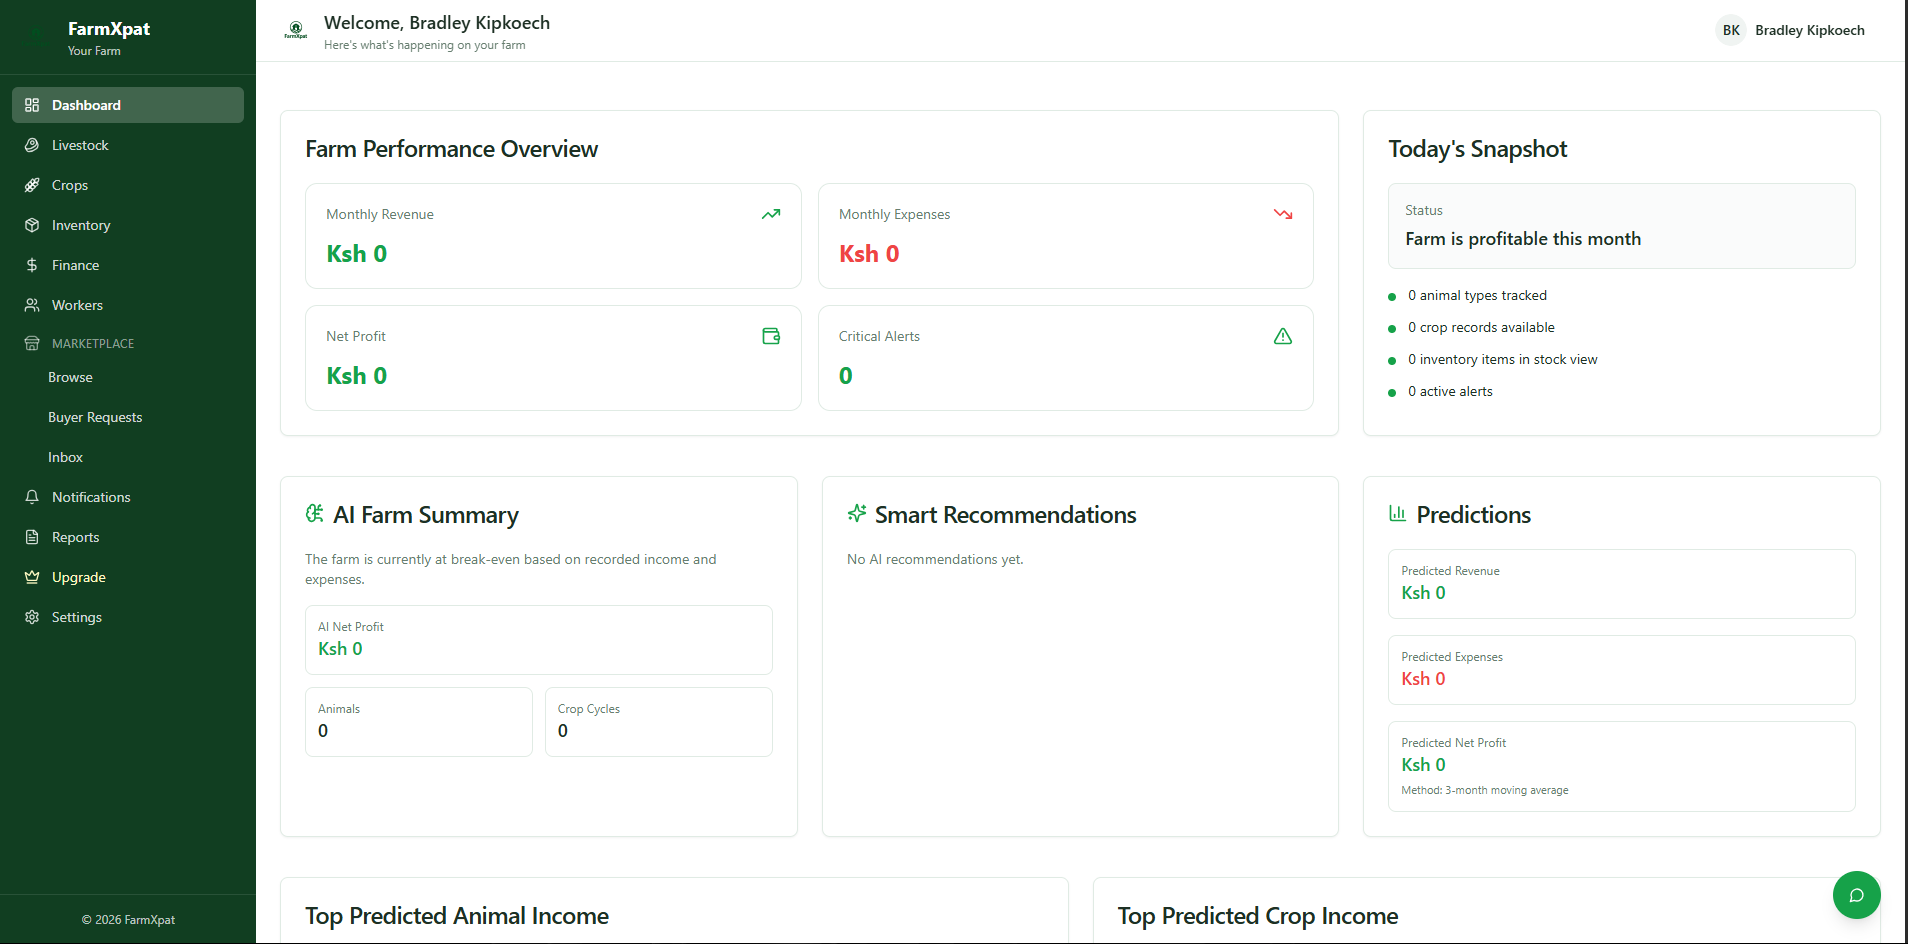 FarmXpat
Your Farm
Dashboard
Livestock
Crops
Inventory
Finance
Workers
MARKETPLACE
Browse
Buyer Requests
Inbox
Notifications
Reports
Upgrade
Settings
© 2026 FarmXpat
FarmXpat
Welcome, Bradley Kipkoech
Here's what's happening on your farm
BK Bradley Kipkoech
Farm Performance Overview
Monthly Revenue
Ksh 0
Monthly Expenses
Ksh 0
Net Profit
Ksh 0
Critical Alerts
0
Today's Snapshot
Status
Farm is profitable this month
0 animal types tracked
0 crop records available
0 inventory items in stock view
0 active alerts
AI Farm Summary
The farm is currently at break-even based on recorded income and
expenses.
AI Net Profit
Ksh 0
Animals
0
Crop Cycles
0
Smart Recommendations
No AI recommendations yet.
Predictions
Predicted Revenue
Ksh 0
Predicted Expenses
Ksh 0
Predicted Net Profit
Ksh 0
Method: 3-month moving average
Top Predicted Animal Income
Top Predicted Crop Income